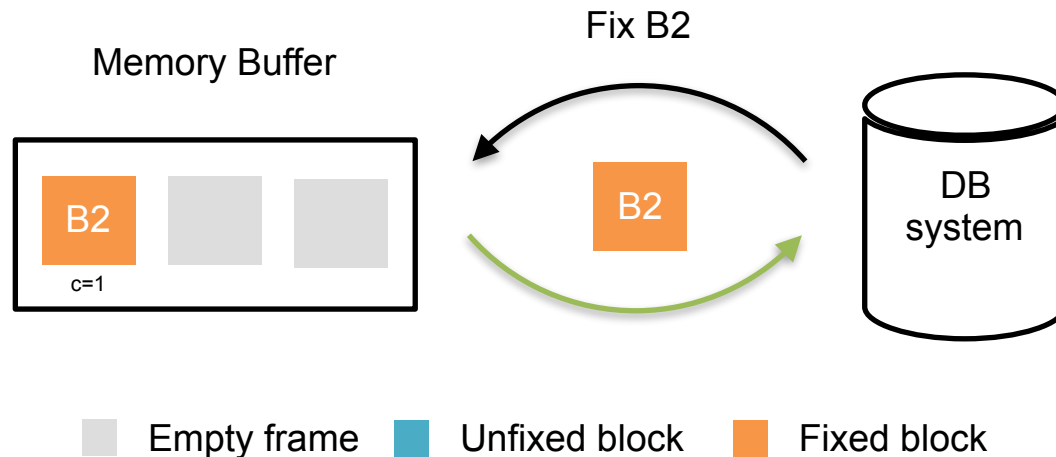 Fix B2
Memory Buffer
B2
c=1
B2
DB
system
Empty frame
Unfixed block
Fixed block